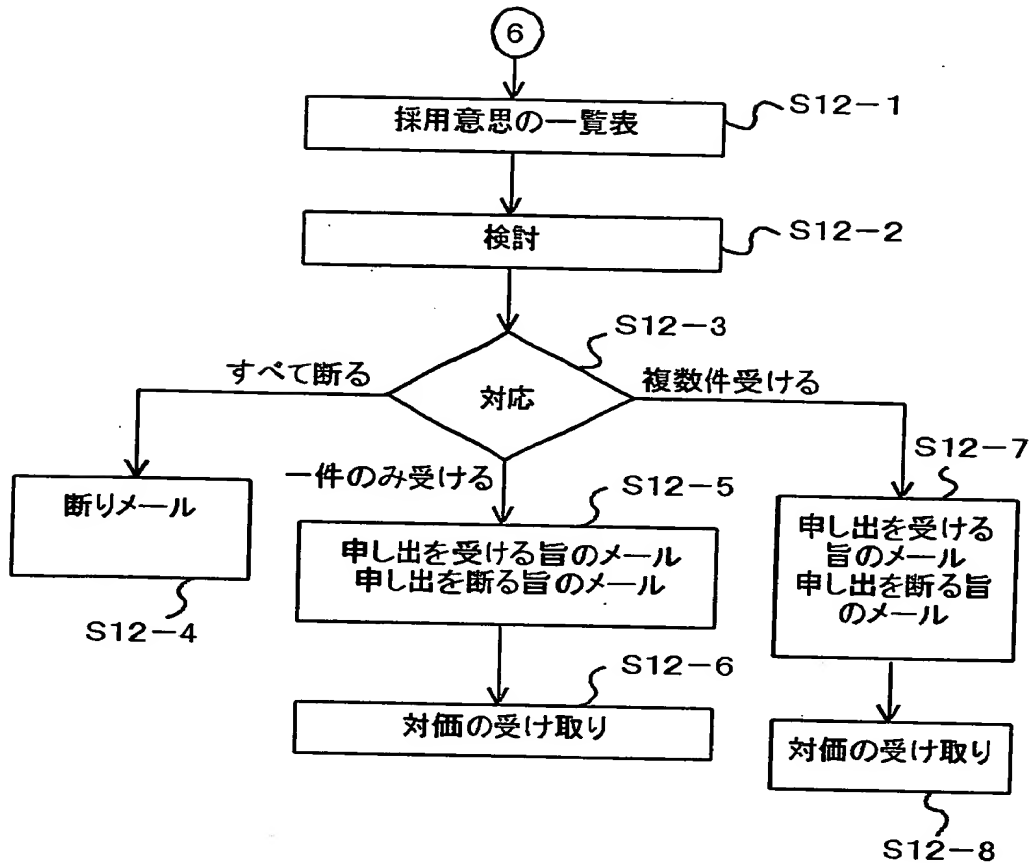 6
採用意思の一覧表
S12-1
検討
S12-2
S12-3
すべて断る
対応
複数件受ける
一件のみ受ける
断りメール
S12-4
S12-5
申し出を受ける旨のメール
申し出を断る旨のメール
S12-6
対価の受け取り
S12-7
申し出を受ける
旨のメール
申し出を断る旨
のメール
対価の受け取り
S12-8